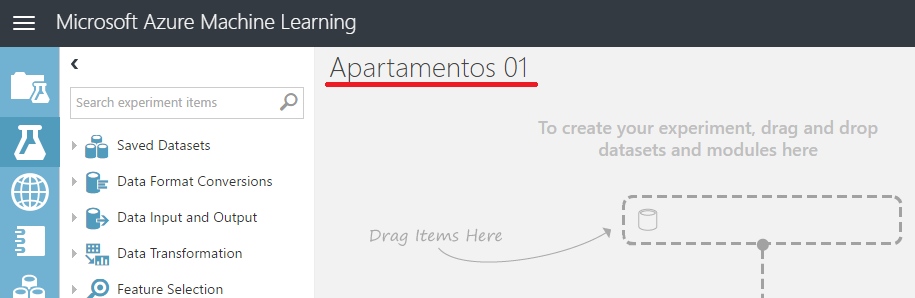 Microsoft Azure Machine Learning
Apartamentos 01
Search experiment items
To create your experiment, drag and drop
datasets and modules here
Saved Datasets
Data Format Conversions
Data Input and Output
Drag Items Here
Data Transformation
Feature Selection